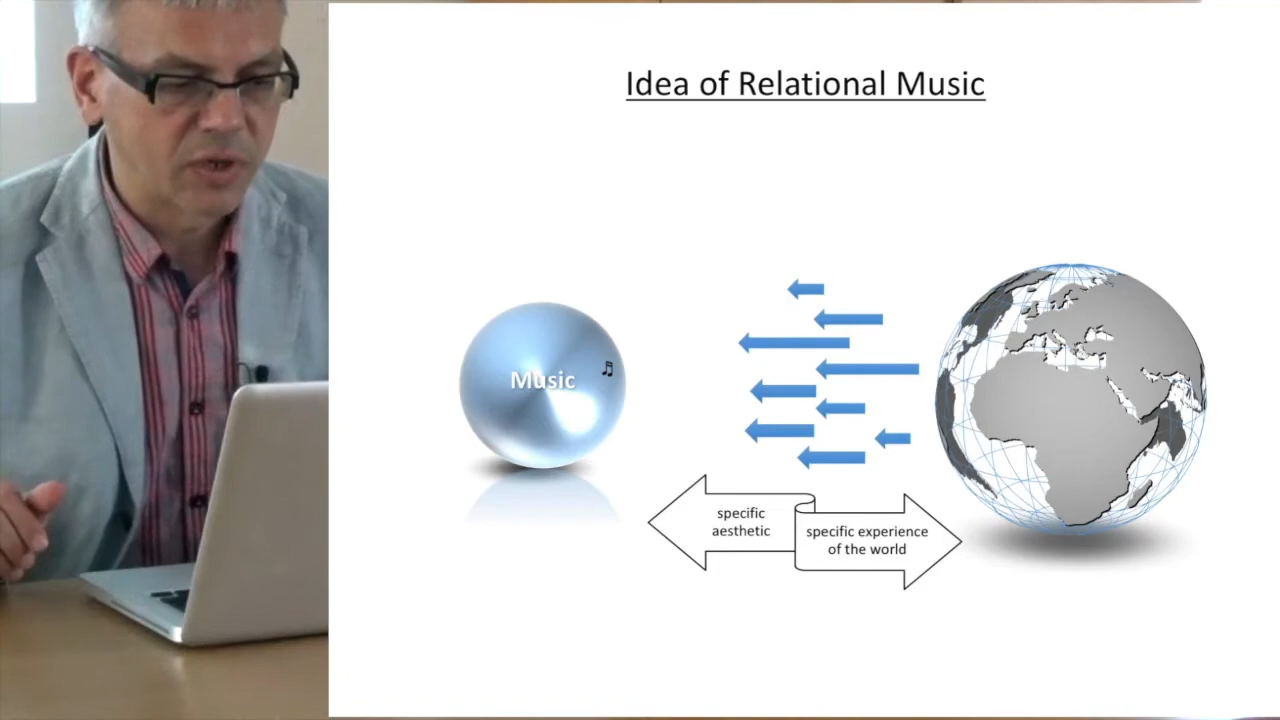 Idea of Relational Music
Music
specific
aesthetic
specific experience
of the world